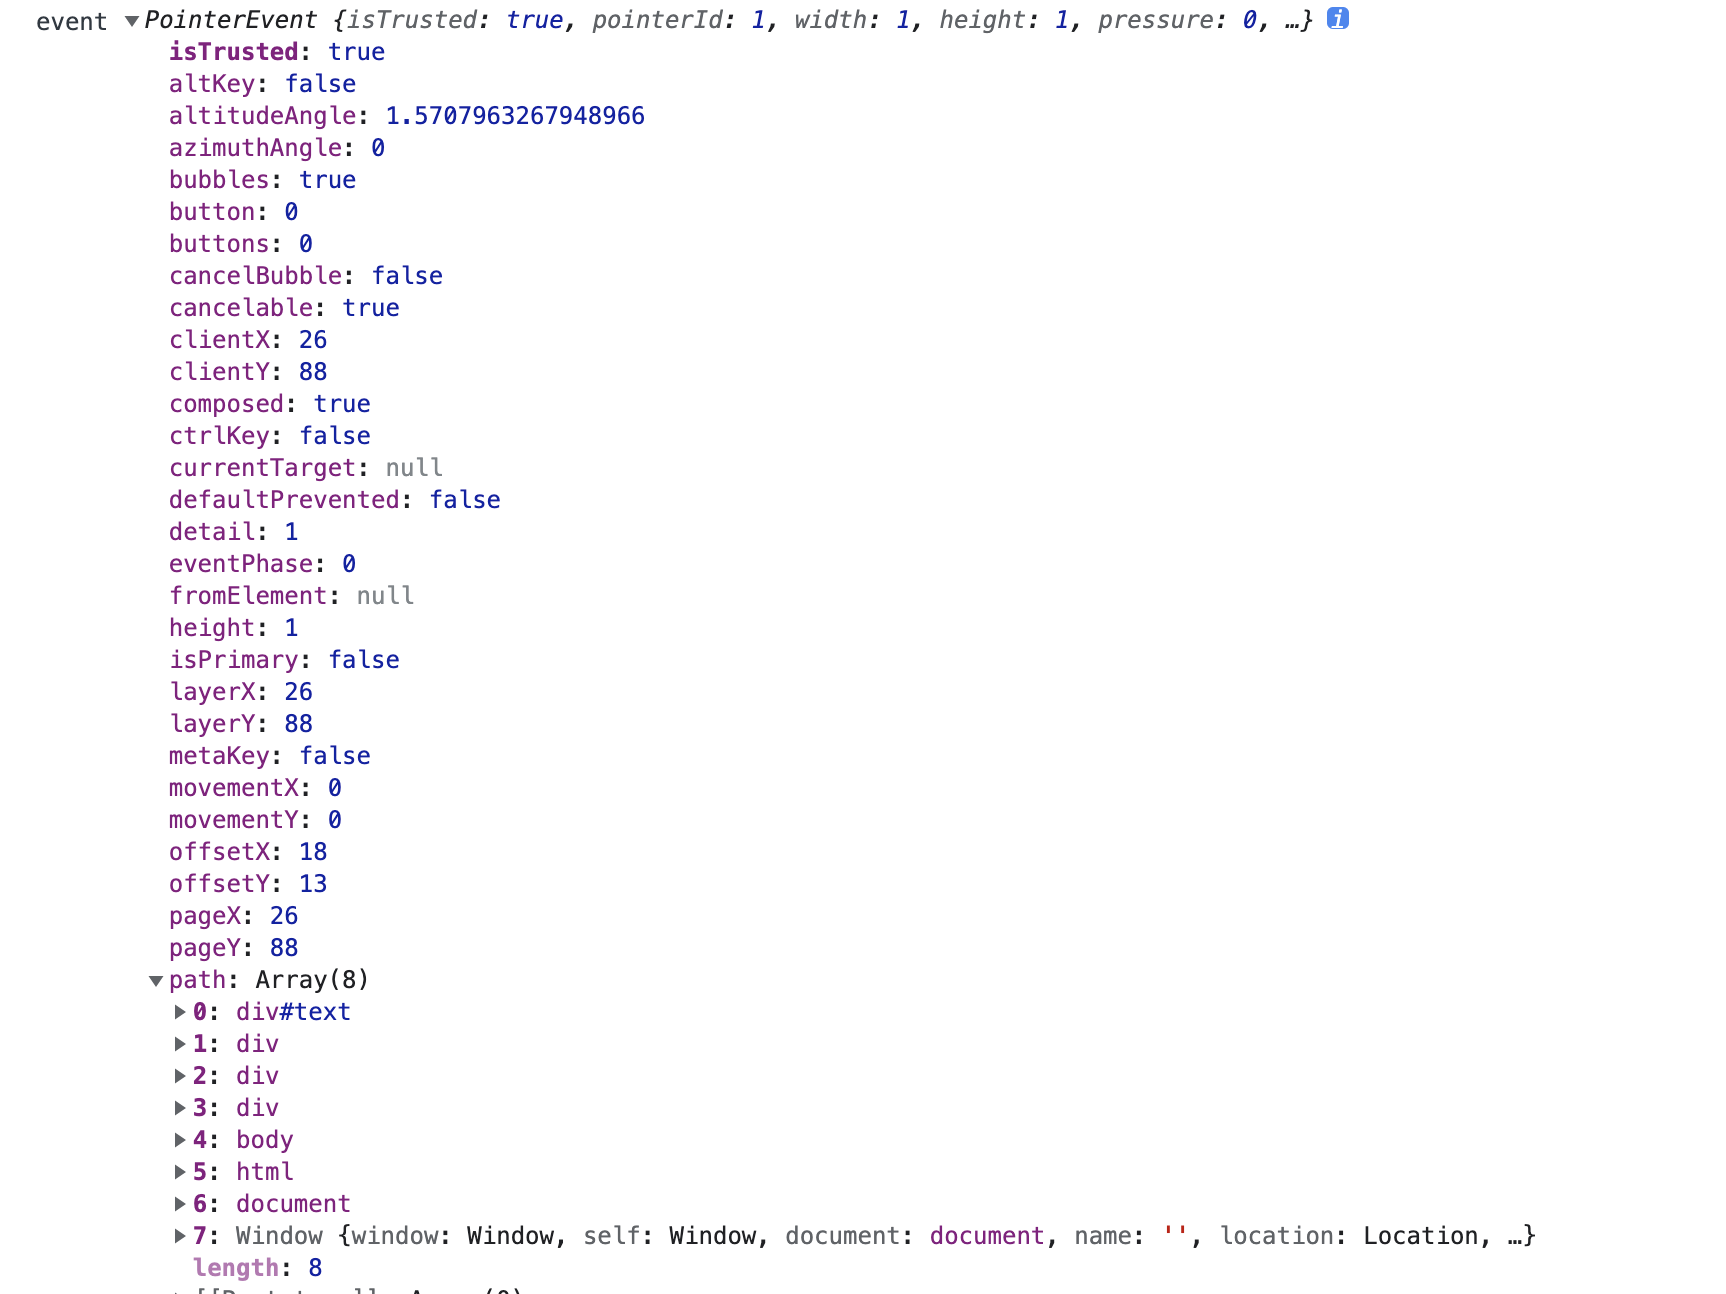 event ▼PointerEvent {isTrusted: true, pointerId: 1, width: 1, height: 1, pressure: 0, …} i
isTrusted: true
altKey: false
altitudeAngle: 1.5707963267948966
azimuthAngle: 0
bubbles: true
button: 0
buttons: 0
cancelBubble: false
cancelable: true
clientX: 26
clientY: 88
composed: true
ctrlKey: false
currentTarget: null
defaultPrevented: false
detail: 1
eventPhase: 0
fromElement: null
height: 1
isPrimary: false
layerX: 26
layerY: 88
metaKey: false
movementX: 0
movementY: 0
offsetX: 18
offsetY: 13
pageX: 26
pageY: 88
▼path: Array(8)
▶0: div#text
▶1: div
▶2: div
▶3: div
▶4: body
▶5: html
▶6: document
▶7: Window {window: Window, self: Window, document: document, name: '', location: Location, …}
length: 8